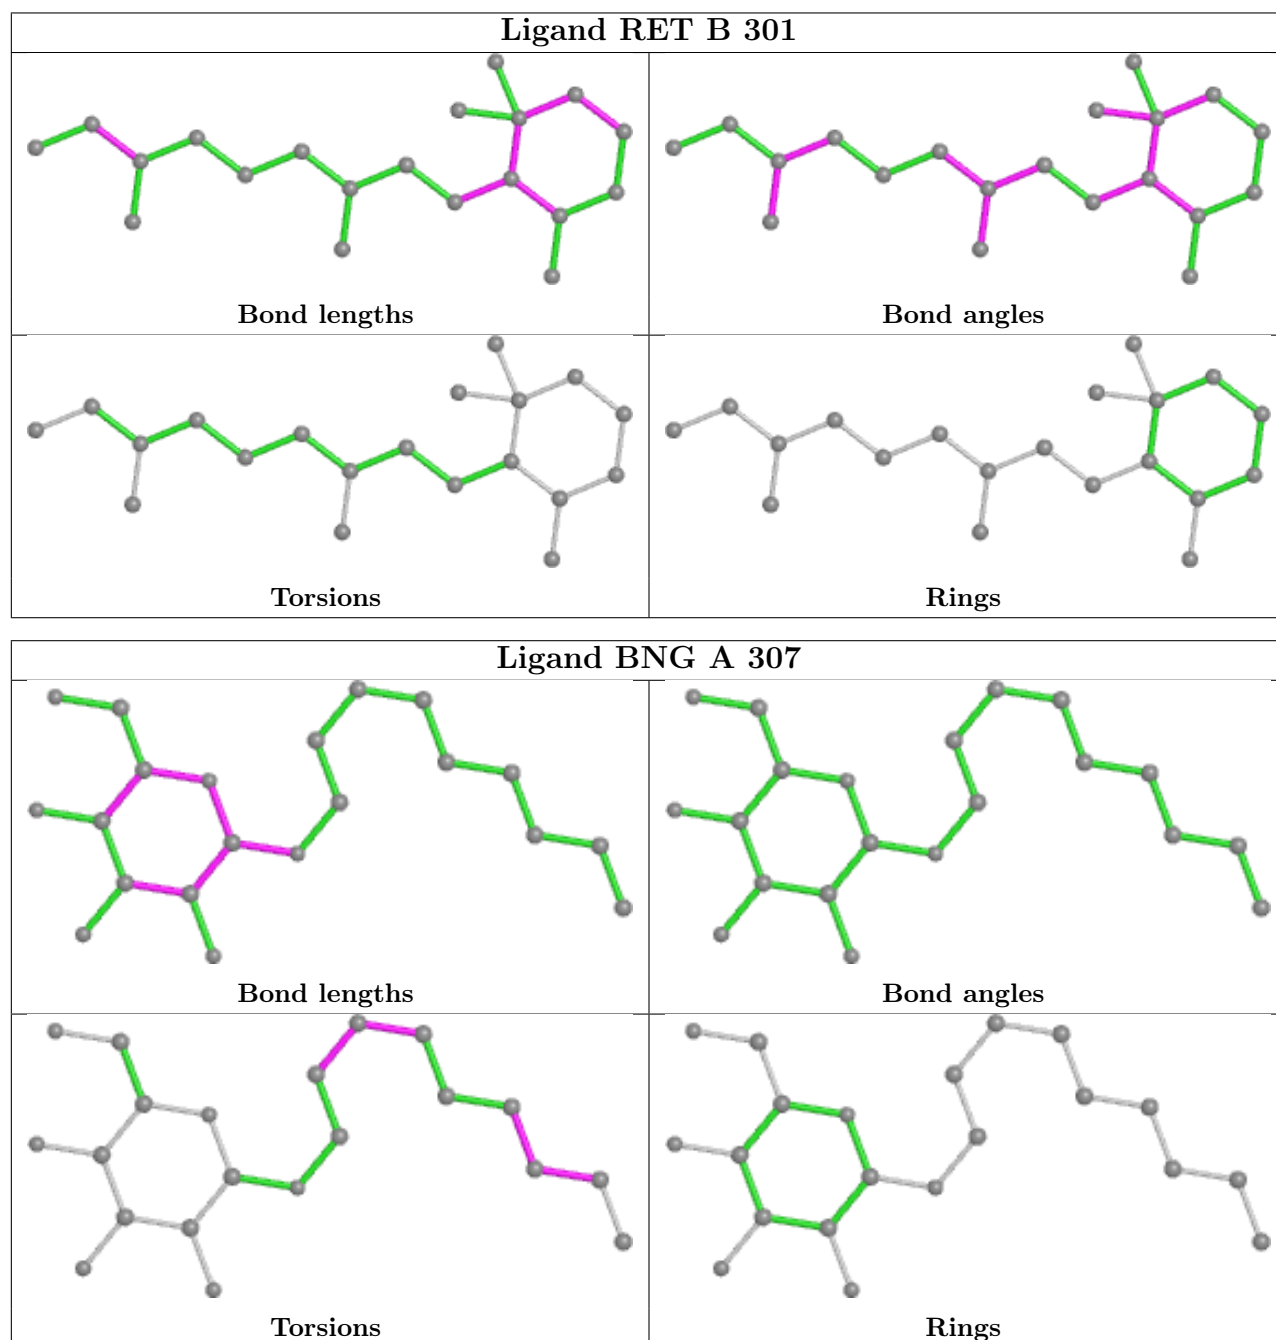 Ligand RET B 301
Bond lengths
Bond angles
Torsions
Rings
Ligand BNG A 307
Bond lengths
Bond angles
Torsions
Rings